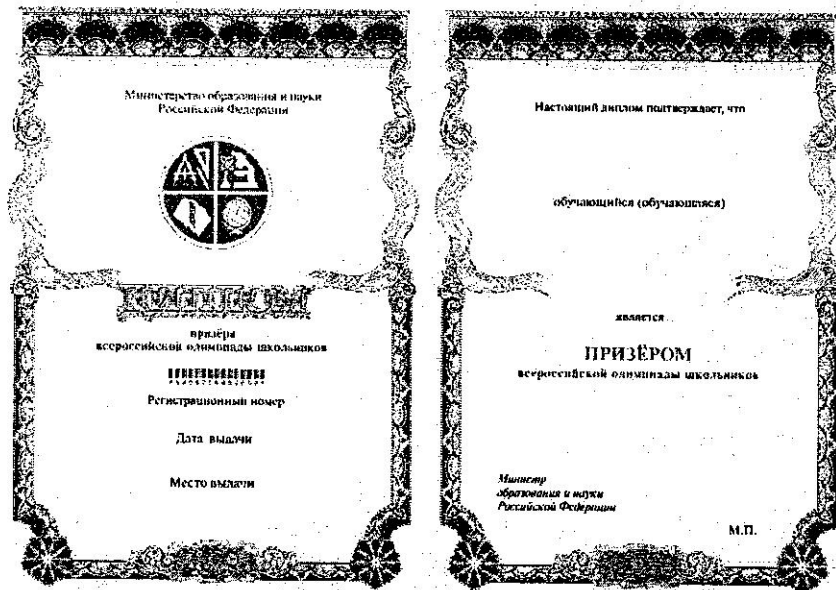 Министерство образования и науки
Российской Федерации
ДИПЛОМ
призёра
всероссийской олимпиады школьников
Регистрационный номер
Дата выдачи
Место выдачи
Настоящий диплом подтверждает, что
обучающийся (обучающаяся)
является
ПРИЗЁРОМ
всероссийской олимпиады школьников
Министр
образования и науки
Российской Федерации
М.П.